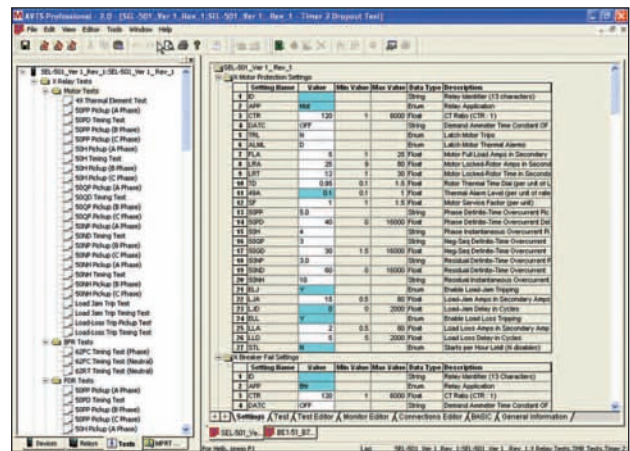 AVTS Professional - 2.0 - [SEL-501_Ver 1_Rev_1:SEL-501_Ver 1_Rev_1 - Timer 2 Dropout Test]
File Edit View Editor Tools Window Help
SEL-501_Ver 1_Rev_1:SEL-501_Ver 1_Rev_1
X Relay Tests
Motor Tests
49 Thermal Element Test
50PP Pickup (A Phase)
50PD Timing Test
50PP Pickup (B Phase)
50PP Pickup (C Phase)
50H Pickup (A Phase)
50H Timing Test
50H Pickup (B Phase)
50H Pickup (C Phase)
50QP Pickup (A Phase)
50QD Timing Test
50QP Pickup (B Phase)
50QP Pickup (C Phase)
50NP Pickup (A Phase)
50ND Timing Test
50NP Pickup (B Phase)
50NP Pickup (C Phase)
50NH Pickup (A Phase)
50NH Timing Test
50NH Pickup (B Phase)
50NH Pickup (C Phase)
Load Jam Trip Test
Load Jam Trip Timing Test
Load-Loss Trip Pickup Test
Load-Loss Trip Timing Test
BFR Tests
62FC Timing Test (Phase)
62FC Timing Test (Neutral)
62RT Timing Test (Neutral)
FDR Tests
50PP Pickup (A Phase)
50PD Timing Test
50PP Pickup (B Phase)
50PP Pickup (C Phase)
50H Pickup (A Phase)
Devices Relays Tests
SEL-501_Ver 1_Rev_1
X Motor Protection Settings
Setting Name Value Min Value Max Value Data Type Description
1 ID String Relay Identifier (13 characters)
2 APP Mot Enum Relay Application
3 CTR 120 1 6000 Float CT Ratio (CTR : 1)
4 DATC OFF String Demand Ammeter Time Constant OF
5 TRL N Enum Latch Motor Trips
6 ALML D Enum Latch Motor Thermal Alarms
7 FLA 5 1 25 Float Motor Full Load Amps in Secondary
8 LRA 25 9 80 Float Motor Locked-Rotor Amps in Second
9 LRT 12 1 30 Float Motor Locked-Rotor Time in Seconds
10 TD 0.95 0.1 1.5 Float Rotor Thermal Time Dial (per unit of L
11 49A 0.1 0.1 1 Float Thermal Alarm Level (per unit of rate
12 SF 1 1 1.5 Float Motor Service Factor (per unit)
13 50PP 5.0 String Phase Definite-Time Overcurrent Pic
14 50PD 40 0 16000 Float Phase Definite-Time Overcurrent Del
15 50H 4 String Phase Instantaneous Overcurrent
16 50QP 3 String Neg-Seq Definite-Time Overcurrent
17 50QD 30 1.5 16000 Float Neg-Seq Definite-Time Overcurrent
18 50NP 3.0 String Residual Definite-Time Overcurrent
19 50ND 60 0 16000 Float Residual Definite-Time Overcurrent
20 50NH 10 String Residual Instantaneous Overcurrent
21 ELJ Y Enum Enable Load-Jam Tripping
22 LJA 15 0.5 80 Float Load-Jam Amps in Secondary Amps
23 LJD 0 0 2000 Float Load-Jam Delay in Cycles
24 ELL Y Enum Enable Load Loss Tripping
25 LLA 2 0.5 80 Float Load Loss Amps in Secondary Amp
26 LLD 5 5 2000 Float Load Loss Delay in Cycles
27 STL N Enum Starts per Hour Limit (N disables)
X Breaker Fail Settings
Setting Name Value Min Value Max Value Data Type Description
1 ID String Relay Identifier (13 Characters)
2 APP Enum Relay Application
3 CTR 120 1 6000 Float CT Ratio (CTR : 1)
4 DATC OFF String Demand Ammeter Time Constant OF
Settings Test Test Editor Monitor Editor Connections Editor BASIC General Information
SEL-501_Ve...
For Help, press F1